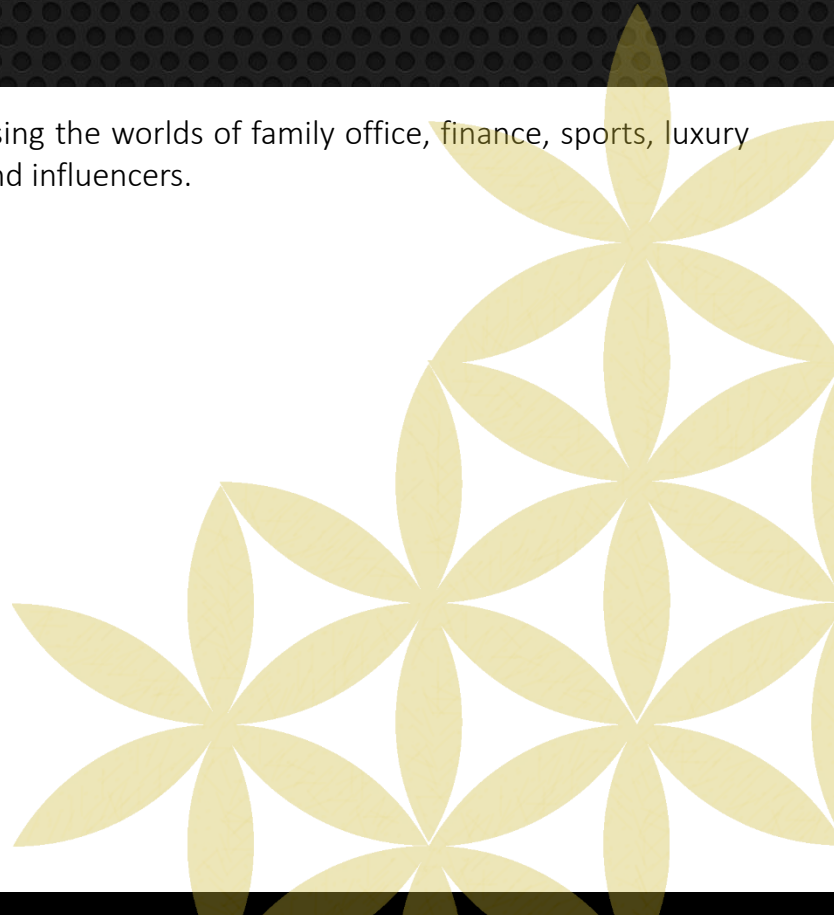 sing the worlds of family office, finance, sports, luxury
nd influencers.